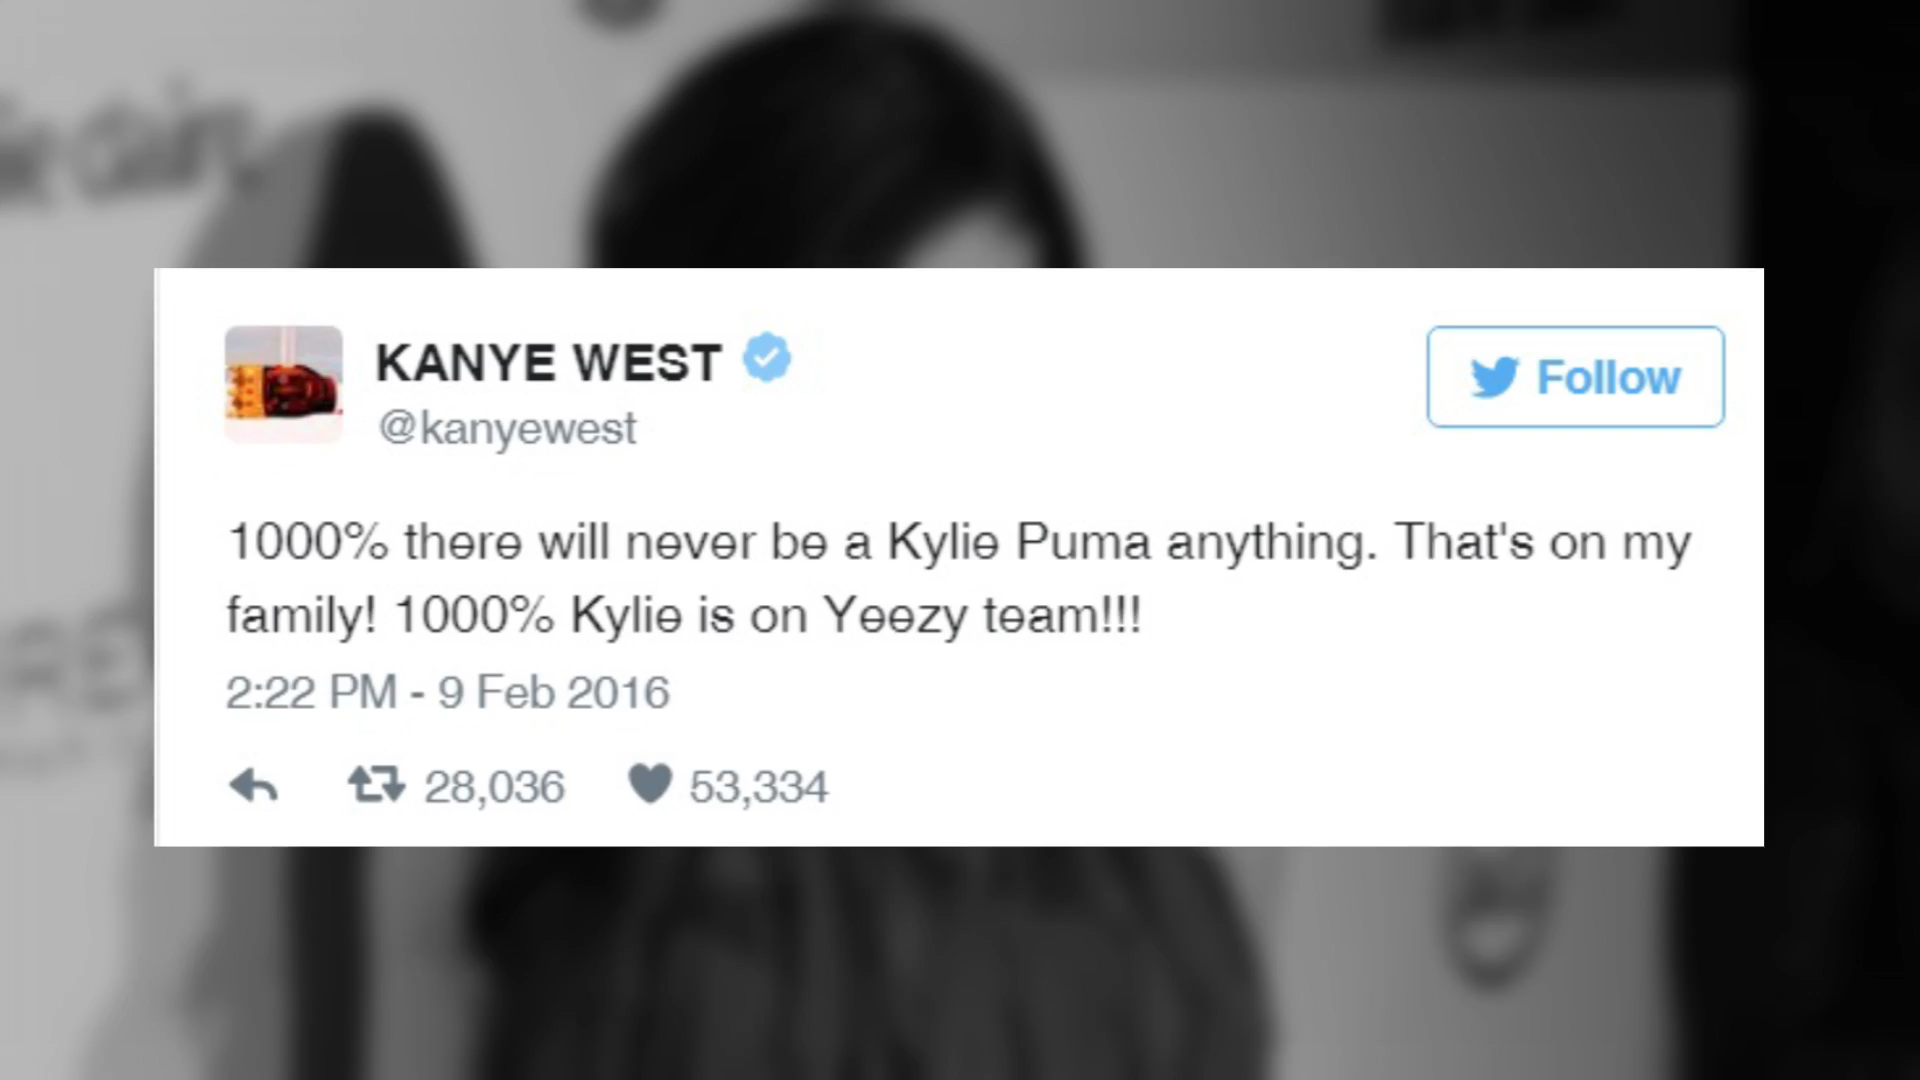 KANYE WEST
@kanyewest
Follow
1000% there will never be a Kylie Puma anything. That's on my
family! 1000% Kylie is on Yeezy team!!!
2:22 PM - 9 Feb 2016
28,036 53,334